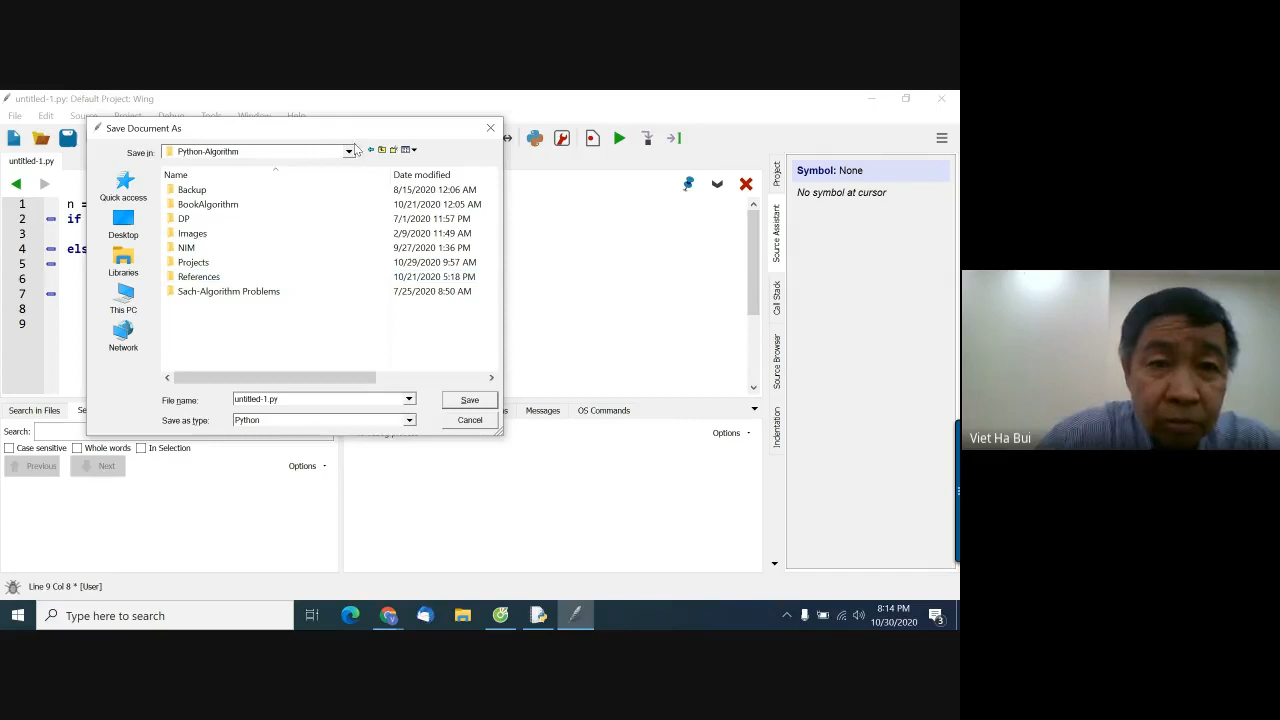 untitled-1.py: Default Project: Wing
File Edit Source Project Debug Tools Window Help
untitled-1.py
Save Document As
Save in: Python-Algorithm
Name Date modified
Backup 8/15/2020 12:06 AM
BookAlgorithm 10/21/2020 12:05 AM
DP 7/1/2020 11:57 PM
Images 2/9/2020 11:49 AM
NIM 9/27/2020 1:36 PM
Projects 10/29/2020 9:57 AM
References 10/21/2020 5:18 PM
Sach-Algorithm Problems 7/25/2020 8:50 AM
Quick access
Desktop
Libraries
This PC
Network
File name: untitled-1.py Save
Save as type: Python Cancel
1 n =
2 if
3
4 els
5
6
7
8
9
Symbol: None
No symbol at cursor
Project
Source Assistant
Call Stack
Source Browser
Indentation
Search in Files Messages OS Commands
Search:
Case sensitive Whole words In Selection
Previous Next Options
Options
Line 9 Col 8 * [User]
Type here to search
8:14 PM
10/30/2020
3
Viet Ha Bui